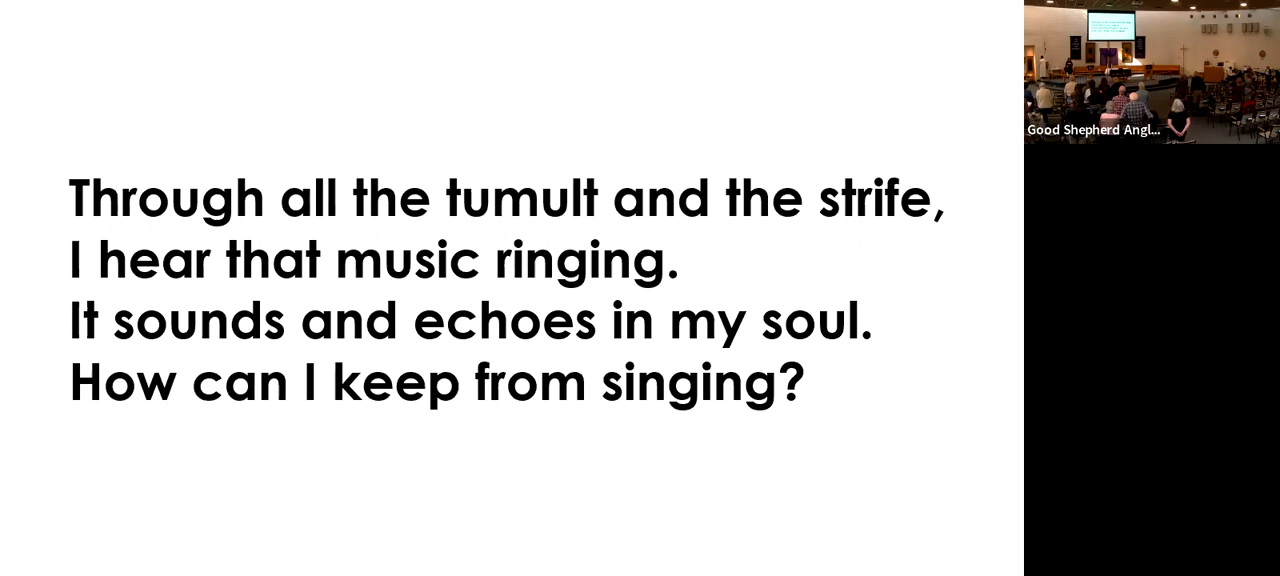 Through all the tumult and the strife,
I hear that music ringing.
It sounds and echoes in my soul.
How can I keep from singing?
Good Shepherd Angl...